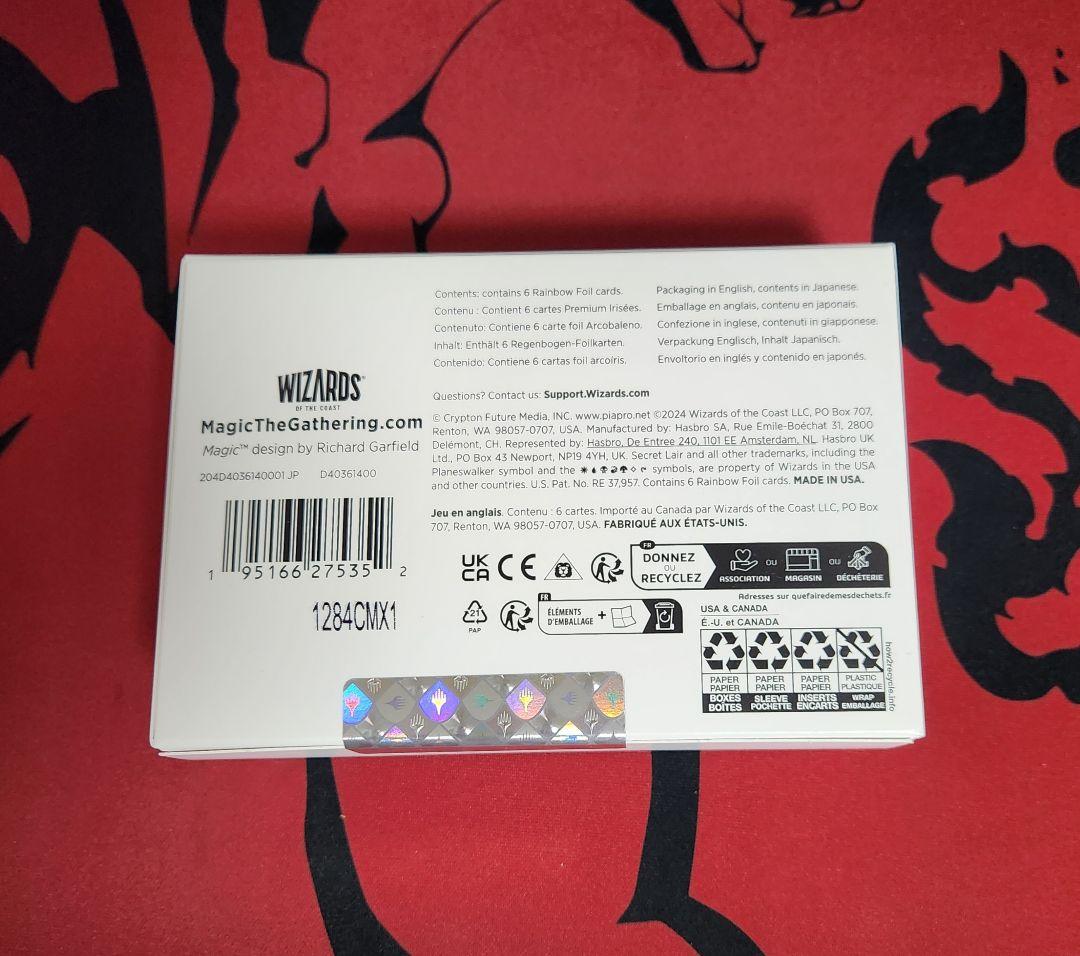 Contents: contains 6 Rainbow Foil cards.
Contenu : Contient 6 cartes Premium Irisées.
Contenuto: Contiene 6 carte foil Arcobaleno.
Inhalt: Enthält 6 Regenbogen-Foilkarten.
Contenido: Contiene 6 cartas foil arcoíris.
Packaging in English, contents in Japanese.
Emballage en anglais, contenu en japonais.
Confezione in inglese, contenuti in giapponese.
Verpackung Englisch, Inhalt Japanisch.
Envoltorio en inglés y contenido en japonés.
WIZARDS
OF THE COAST
MagicTheGathering.com
Magic™ design by Richard Garfield
204D4036140001 JP D40361400
1 95166 27535 2
1284CMX1
Questions? Contact us: Support.Wizards.com
© Crypton Future Media, INC. www.piapro.net ©2024 Wizards of the Coast LLC, PO Box 707,
Renton, WA 98057-0707, USA. Manufactured by: Hasbro SA, Rue Emile-Boéchat 31, 2800
Delémont, CH. Represented by: Hasbro, De Entree 240, 1101 EE Amsterdam, NL. Hasbro UK
Ltd., PO Box 43 Newport, NP19 4YH, UK. Secret Lair and all other trademarks, including the
Planeswalker symbol and the symbols, are property of Wizards in the USA
and other countries. U.S. Pat. No. RE 37,957. Contains 6 Rainbow Foil cards. MADE IN USA.
Jeu en anglais. Contenu : 6 cartes. Importé au Canada par Wizards of the Coast LLC, PO Box
707, Renton, WA 98057-0707, USA. FABRIQUÉ AUX ÉTATS-UNIS.
UK
CA
CE
FR
DONNEZ
OU
RECYCLEZ
ASSOCIATION OU MAGASIN OU DÉCHÈTERIE
Adresses sur quefairedemesdechets.fr
21
PAP
FR
ÉLÉMENTS
D'EMBALLAGE +
USA & CANADA
É.-U. et CANADA
PAPER
PAPIER
BOXES
BOÎTES
PAPER
PAPIER
SLEEVE
POCHETTE
PAPER
PAPIER
INSERTS
ENCARTS
PLASTIC
PLASTIQUE
WRAP
EMBALLAGE
how2recycle.info